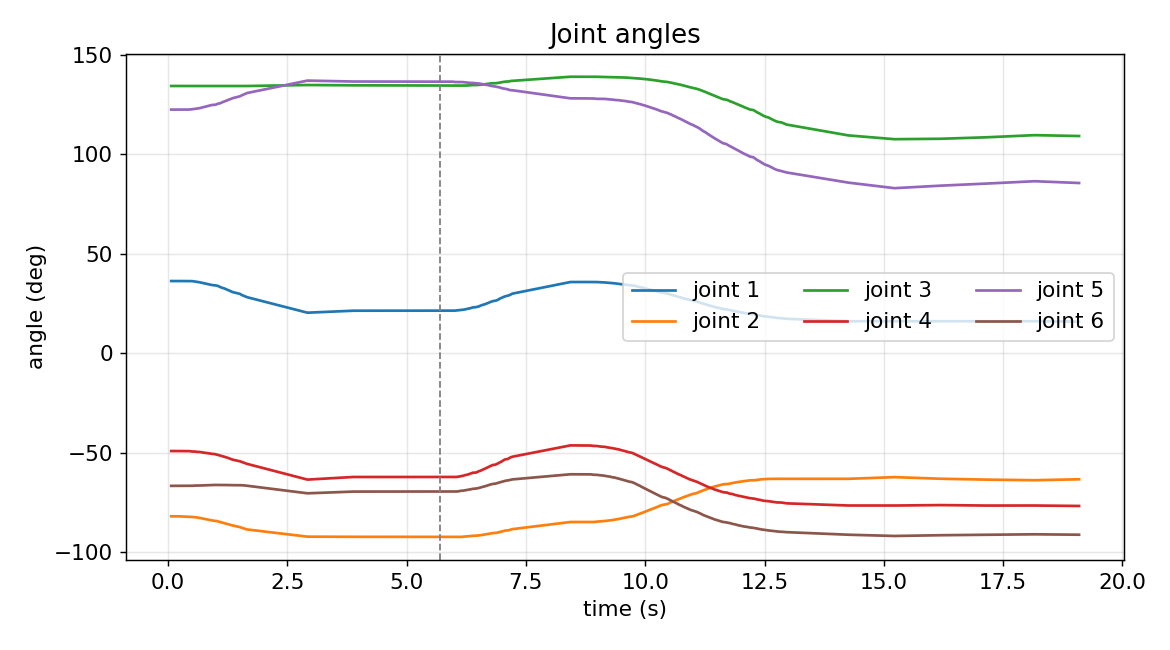 Joint angles
150
100
50
0
−50
−100
angle (deg)
joint 1 joint 3 joint 5
joint 2 joint 4 joint 6
0.0 2.5 5.0 7.5 10.0 12.5 15.0 17.5 20.0
time (s)